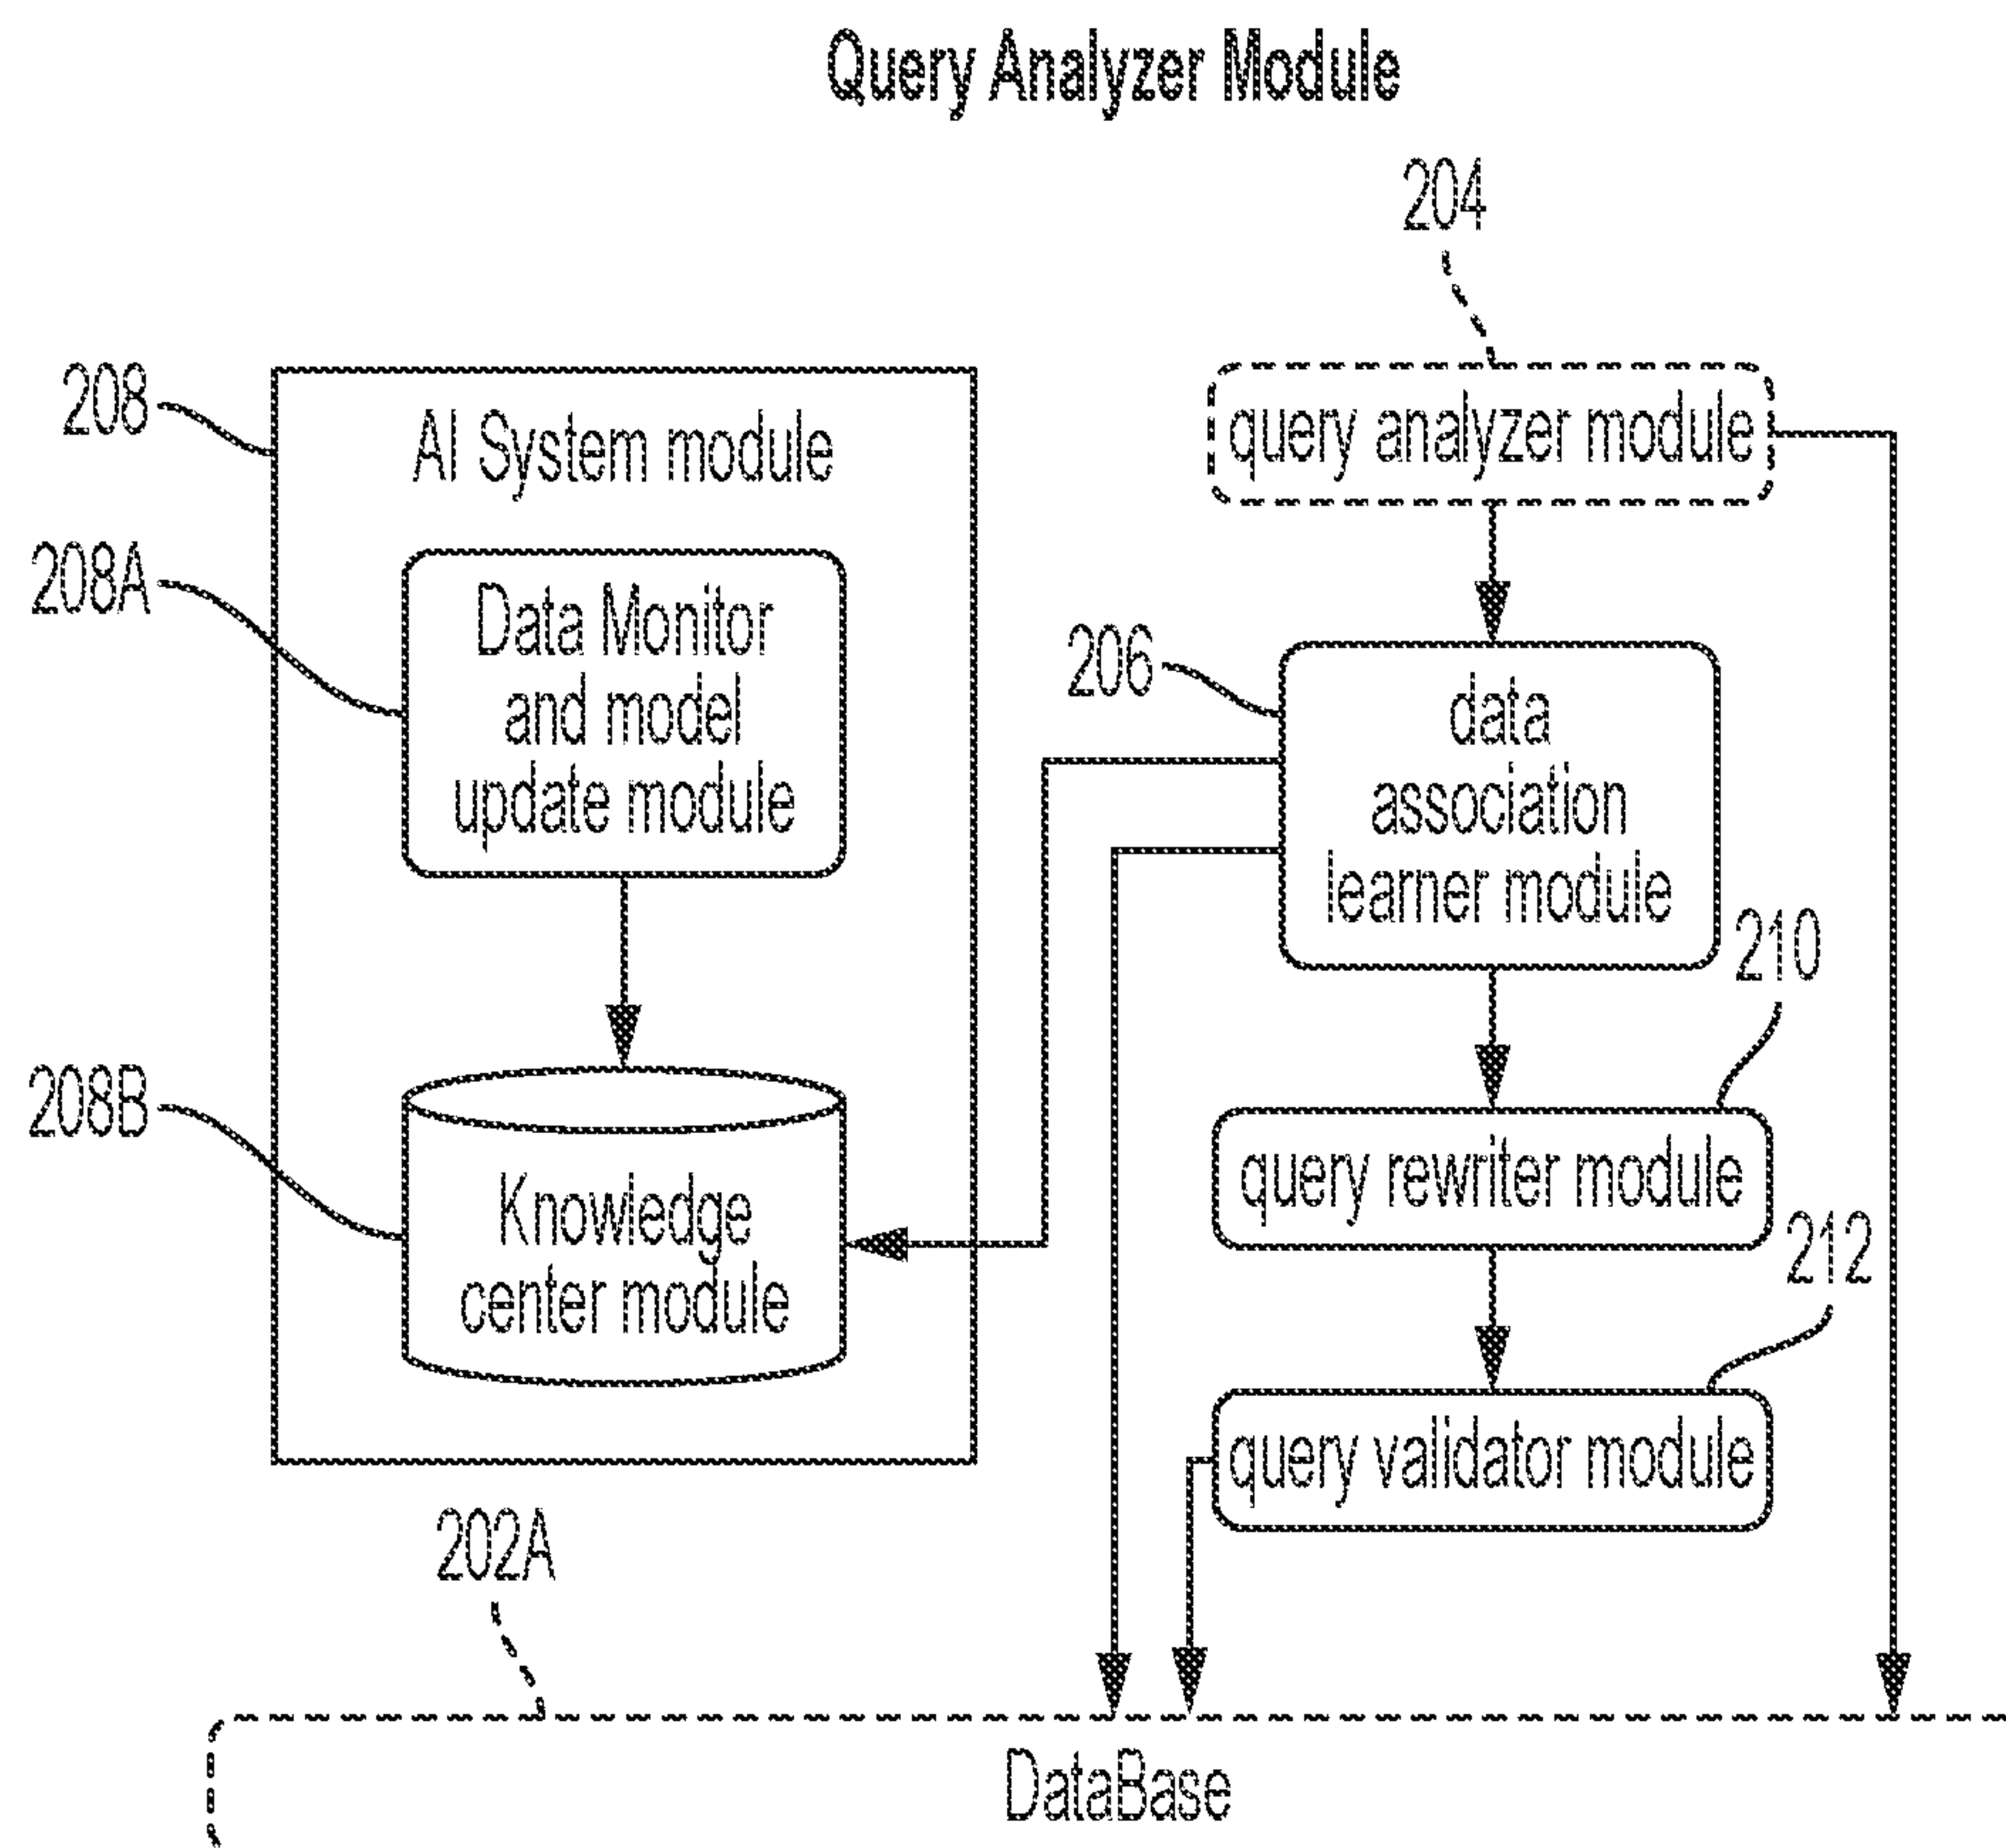 Query Analyzer Module
204
208
AI System module
query analyzer module
208A
Data Monitor
and model
update module
206
data
association
learner module
210
208B
Knowledge
center module
query rewriter module
212
query validator module
202A
DataBase